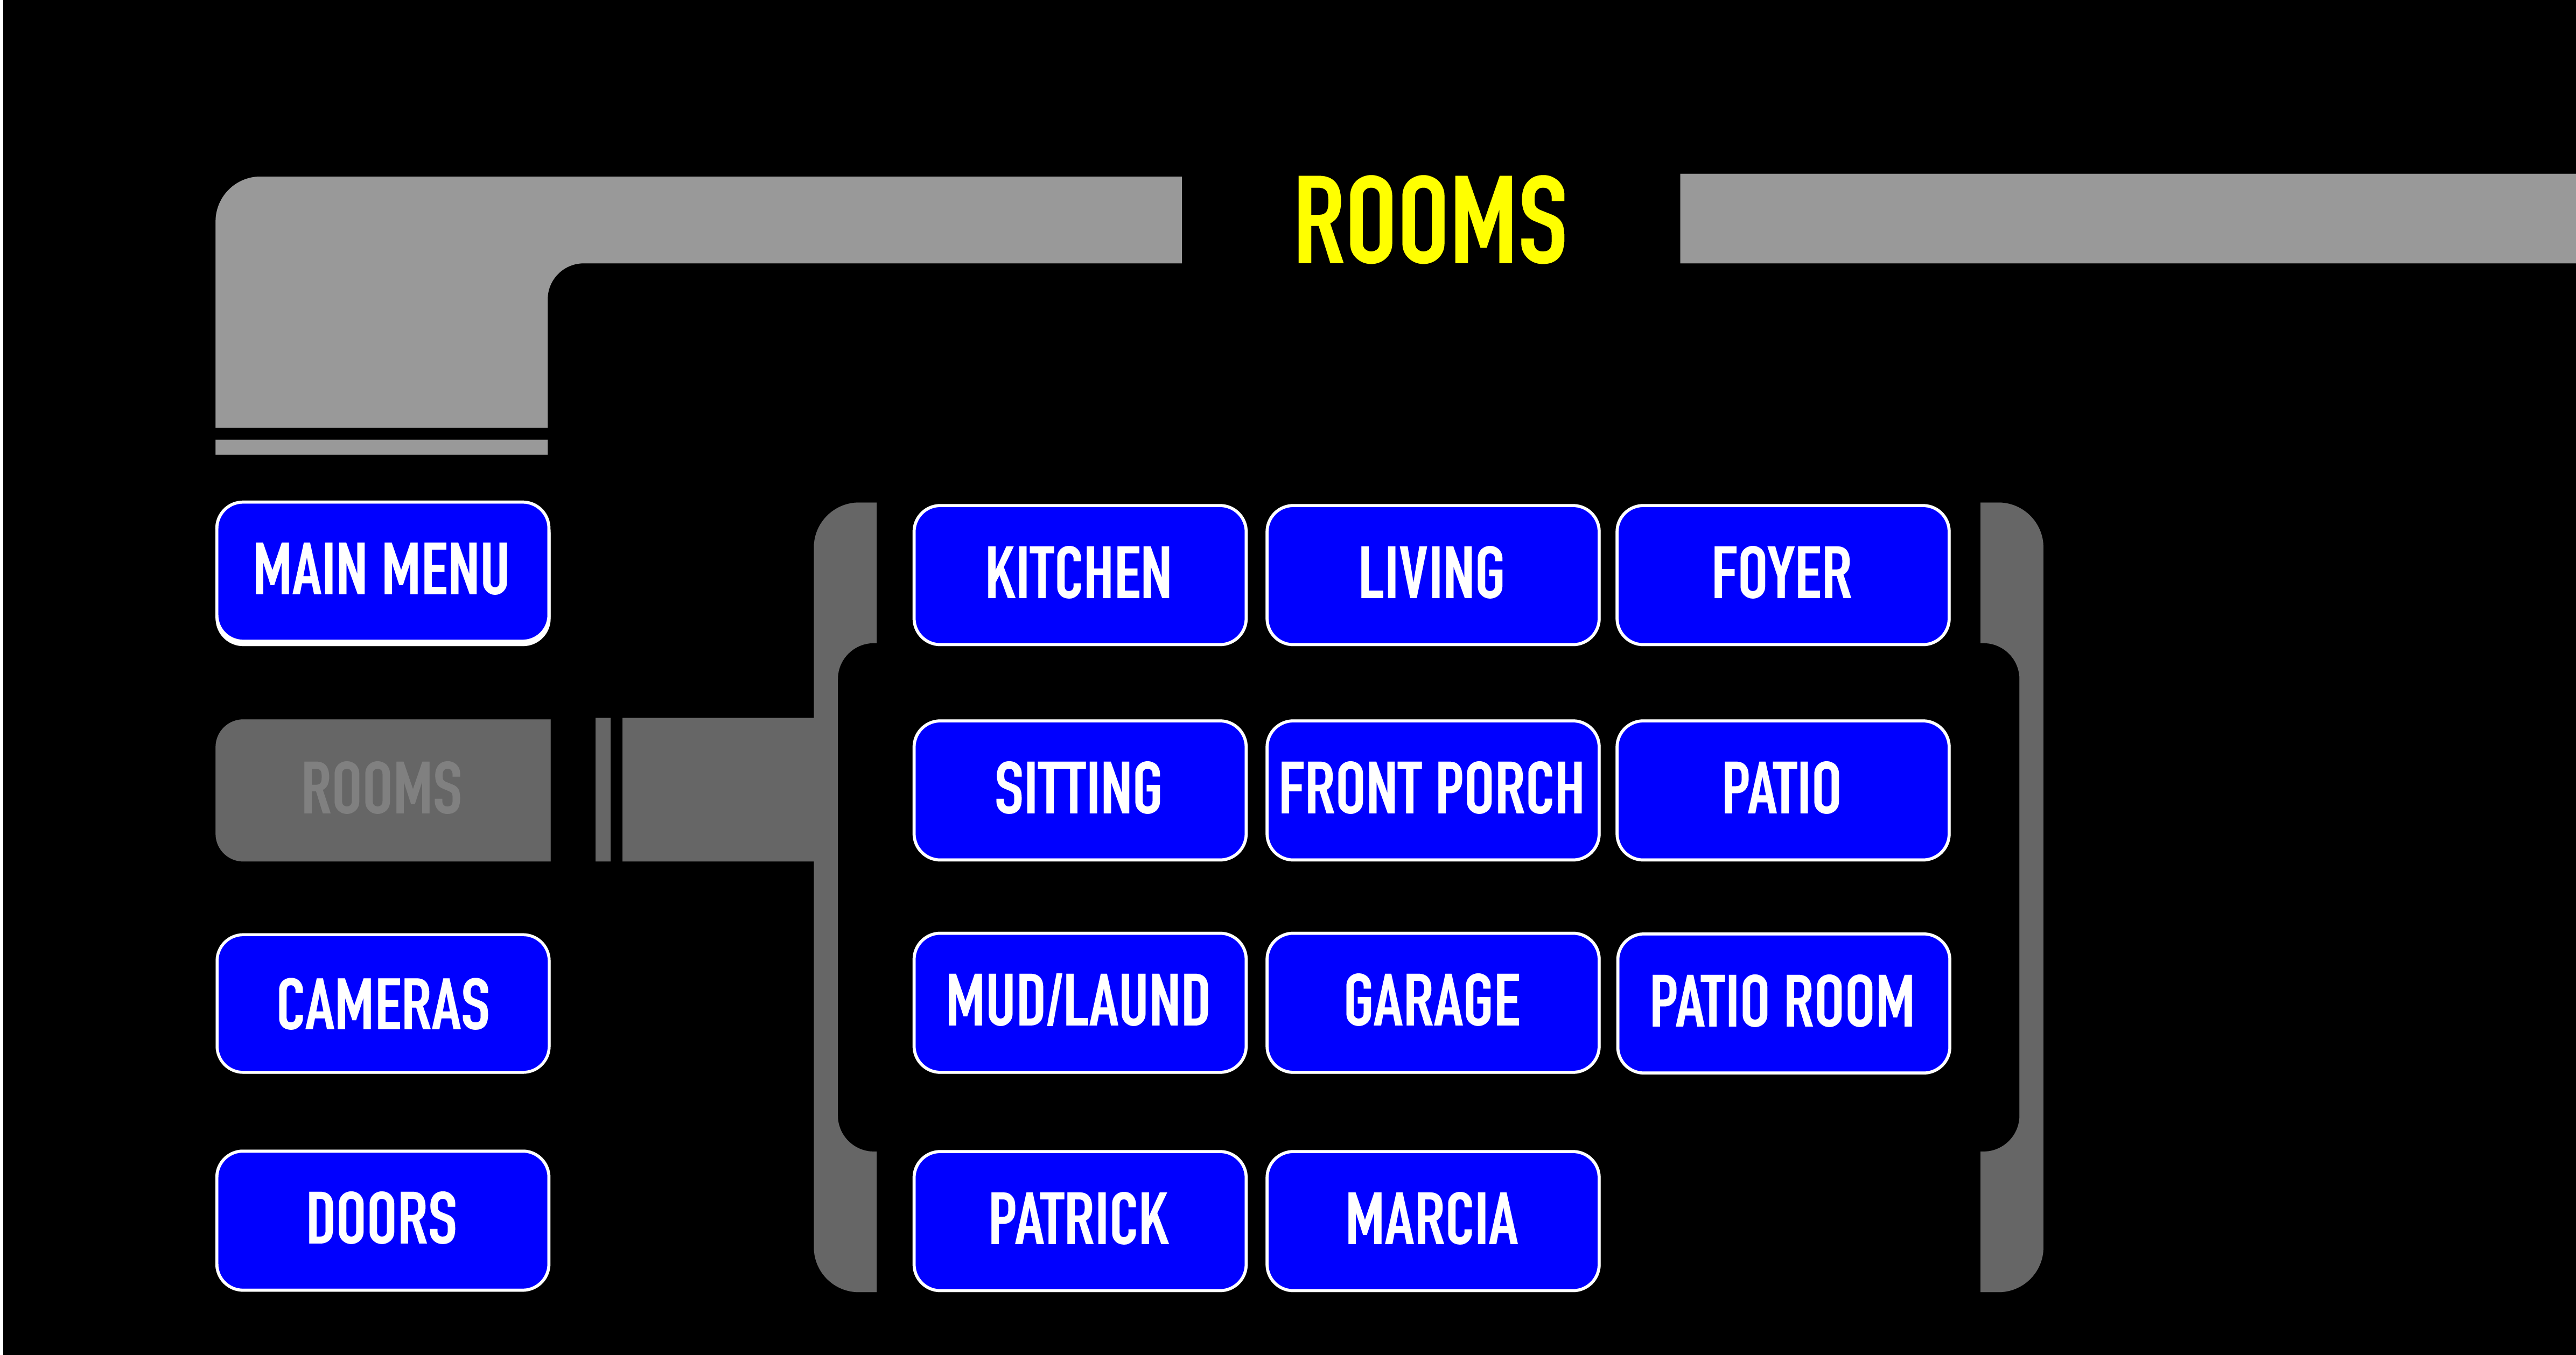 ROOMS
MAIN MENU
ROOMS
CAMERAS
DOORS
KITCHEN
LIVING
FOYER
SITTING
FRONT PORCH
PATIO
MUD/LAUND
GARAGE
PATIO ROOM
PATRICK
MARCIA